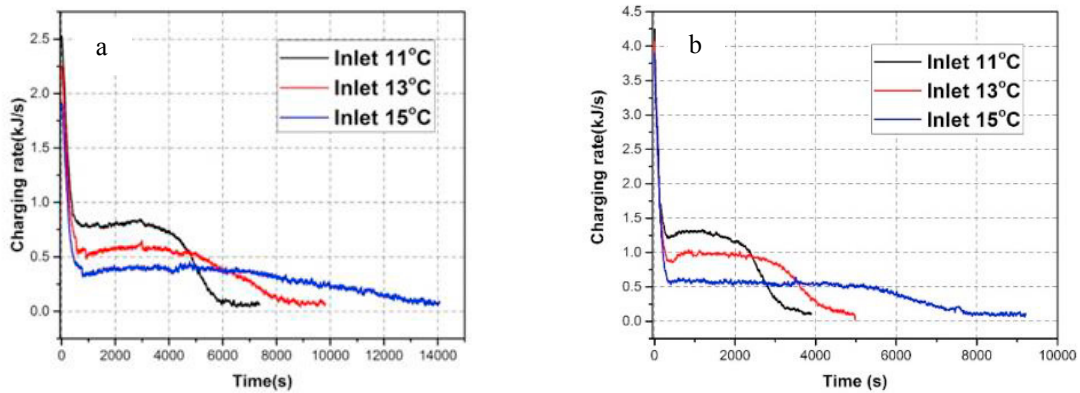 a
Inlet 11°C
Inlet 13°C
Inlet 15°C
2.5
2.0
1.5
1.0
0.5
0.0
Charging rate(kJ/s)
0 2000 4000 6000 8000 10000 12000 14000
Time(s)
b
Inlet 11°C
Inlet 13°C
Inlet 15°C
4.5
4.0
3.5
3.0
2.5
2.0
1.5
1.0
0.5
0.0
Charging rate(kJ/s)
0 2000 4000 6000 8000 10000
Time (s)